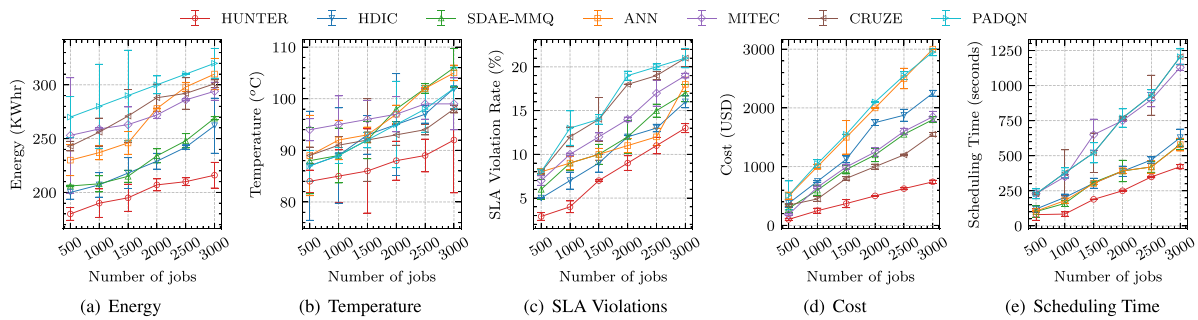 HUNTER HDIC SDAE-MMQ ANN MITEC CRUZE PADQN
Energy (KWhr)
300
250
200
500 1000 1500 2000 2500 3000
Number of jobs
(a) Energy
Temperature (°C)
110
100
90
80
500 1000 1500 2000 2500 3000
Number of jobs
(b) Temperature
SLA Violation Rate (%)
20
15
10
5
500 1000 1500 2000 2500 3000
Number of jobs
(c) SLA Violations
Cost (USD)
3000
2000
1000
0
500 1000 1500 2000 2500 3000
Number of jobs
(d) Cost
Scheduling Time (seconds)
1250
1000
750
500
250
0
500 1000 1500 2000 2500 3000
Number of jobs
(e) Scheduling Time